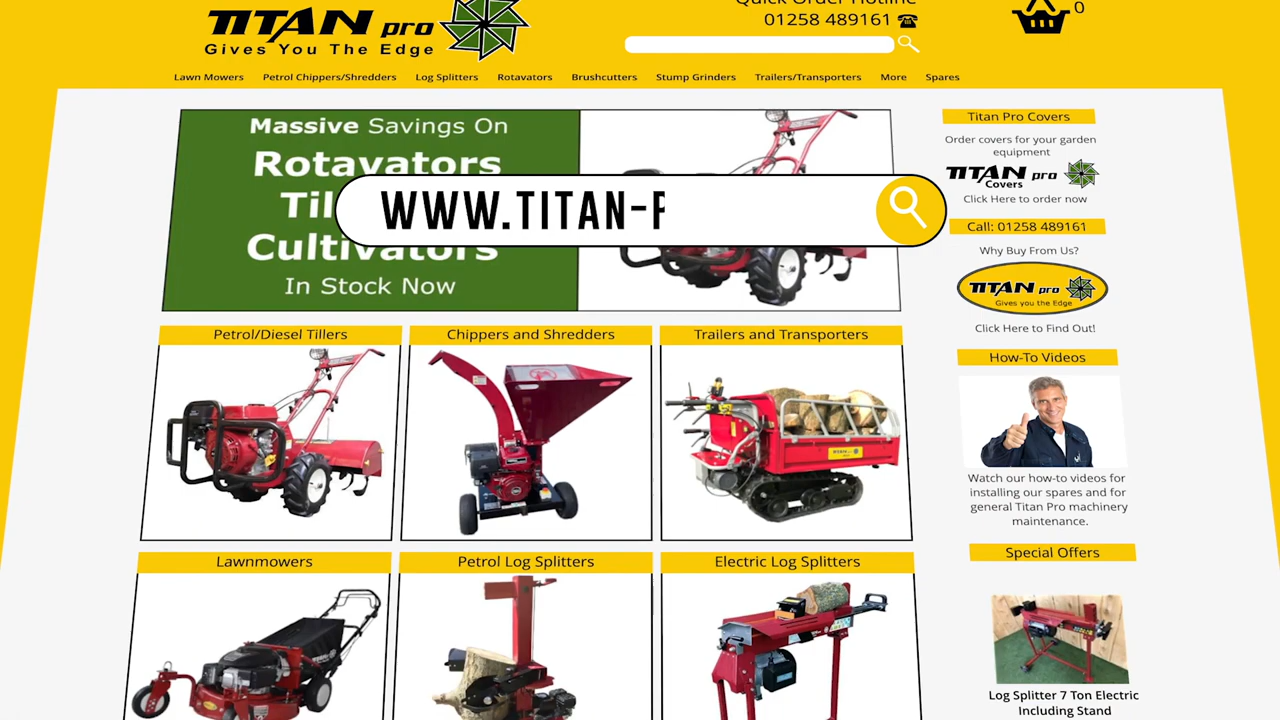 TITAN pro
Gives You The Edge
Quick Order Hotline
01258 489161
0
Lawn Mowers Petrol Chippers/Shredders Log Splitters Rotavators Brushcutters Stump Grinders Trailers/Transporters More Spares
Massive Savings On
Rotavators
Til
Cultivators
In Stock Now
WWW.TITAN-P
Titan Pro Covers
Order covers for your garden
equipment
TITAN pro
Covers
Click Here to order now
Call: 01258 489161
Why Buy From Us?
TITAN pro
Gives you the Edge
Click Here to Find Out!
How-To Videos
Watch our how-to videos for
installing our spares and for
general Titan Pro machinery
maintenance.
Special Offers
Log Splitter 7 Ton Electric
Including Stand
Petrol/Diesel Tillers
Chippers and Shredders
Trailers and Transporters
Lawnmowers
Petrol Log Splitters
Electric Log Splitters